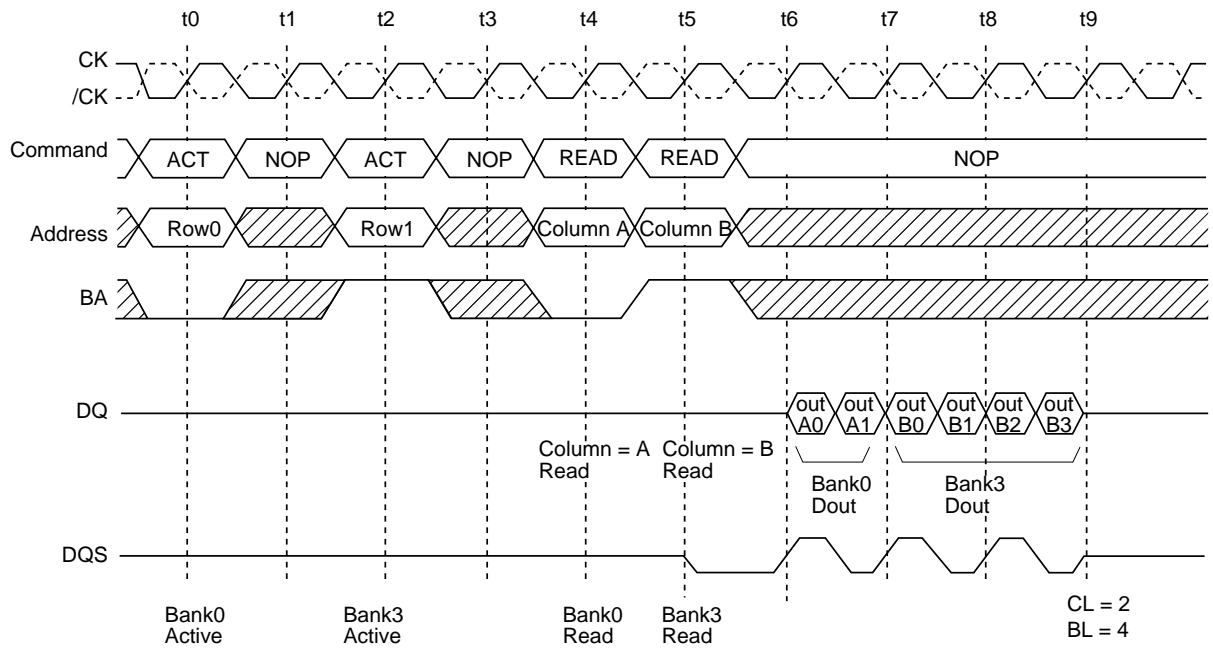 t0 t1 t2 t3 t4 t5 t6 t7 t8 t9
CK
/CK
Command ACT NOP ACT NOP READ READ NOP
Address Row0 Row1 Column A Column B
BA
DQ out A0 out A1 out B0 out B1 out B2 out B3
Column = A Column = B
Read Read
Bank0 Bank3
Dout Dout
DQS
Bank0 Bank3 Bank0 Bank3
Active Active Read Read
CL = 2
BL = 4